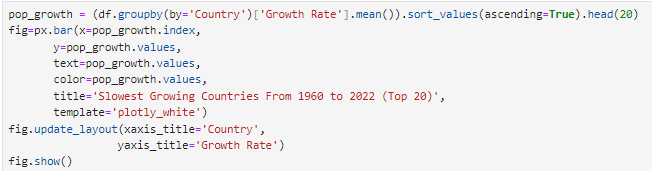 pop_growth = (df.groupby(by='Country')['Growth Rate'].mean()).sort_values(ascending=True).head(20)
fig=px.bar(x=pop_growth.index,
y=pop_growth.values,
text=pop_growth.values,
color=pop_growth.values,
title='Slowest Growing Countries From 1960 to 2022 (Top 20)',
template='plotly_white')
fig.update_layout(xaxis_title='Country',
yaxis_title='Growth Rate')
fig.show()